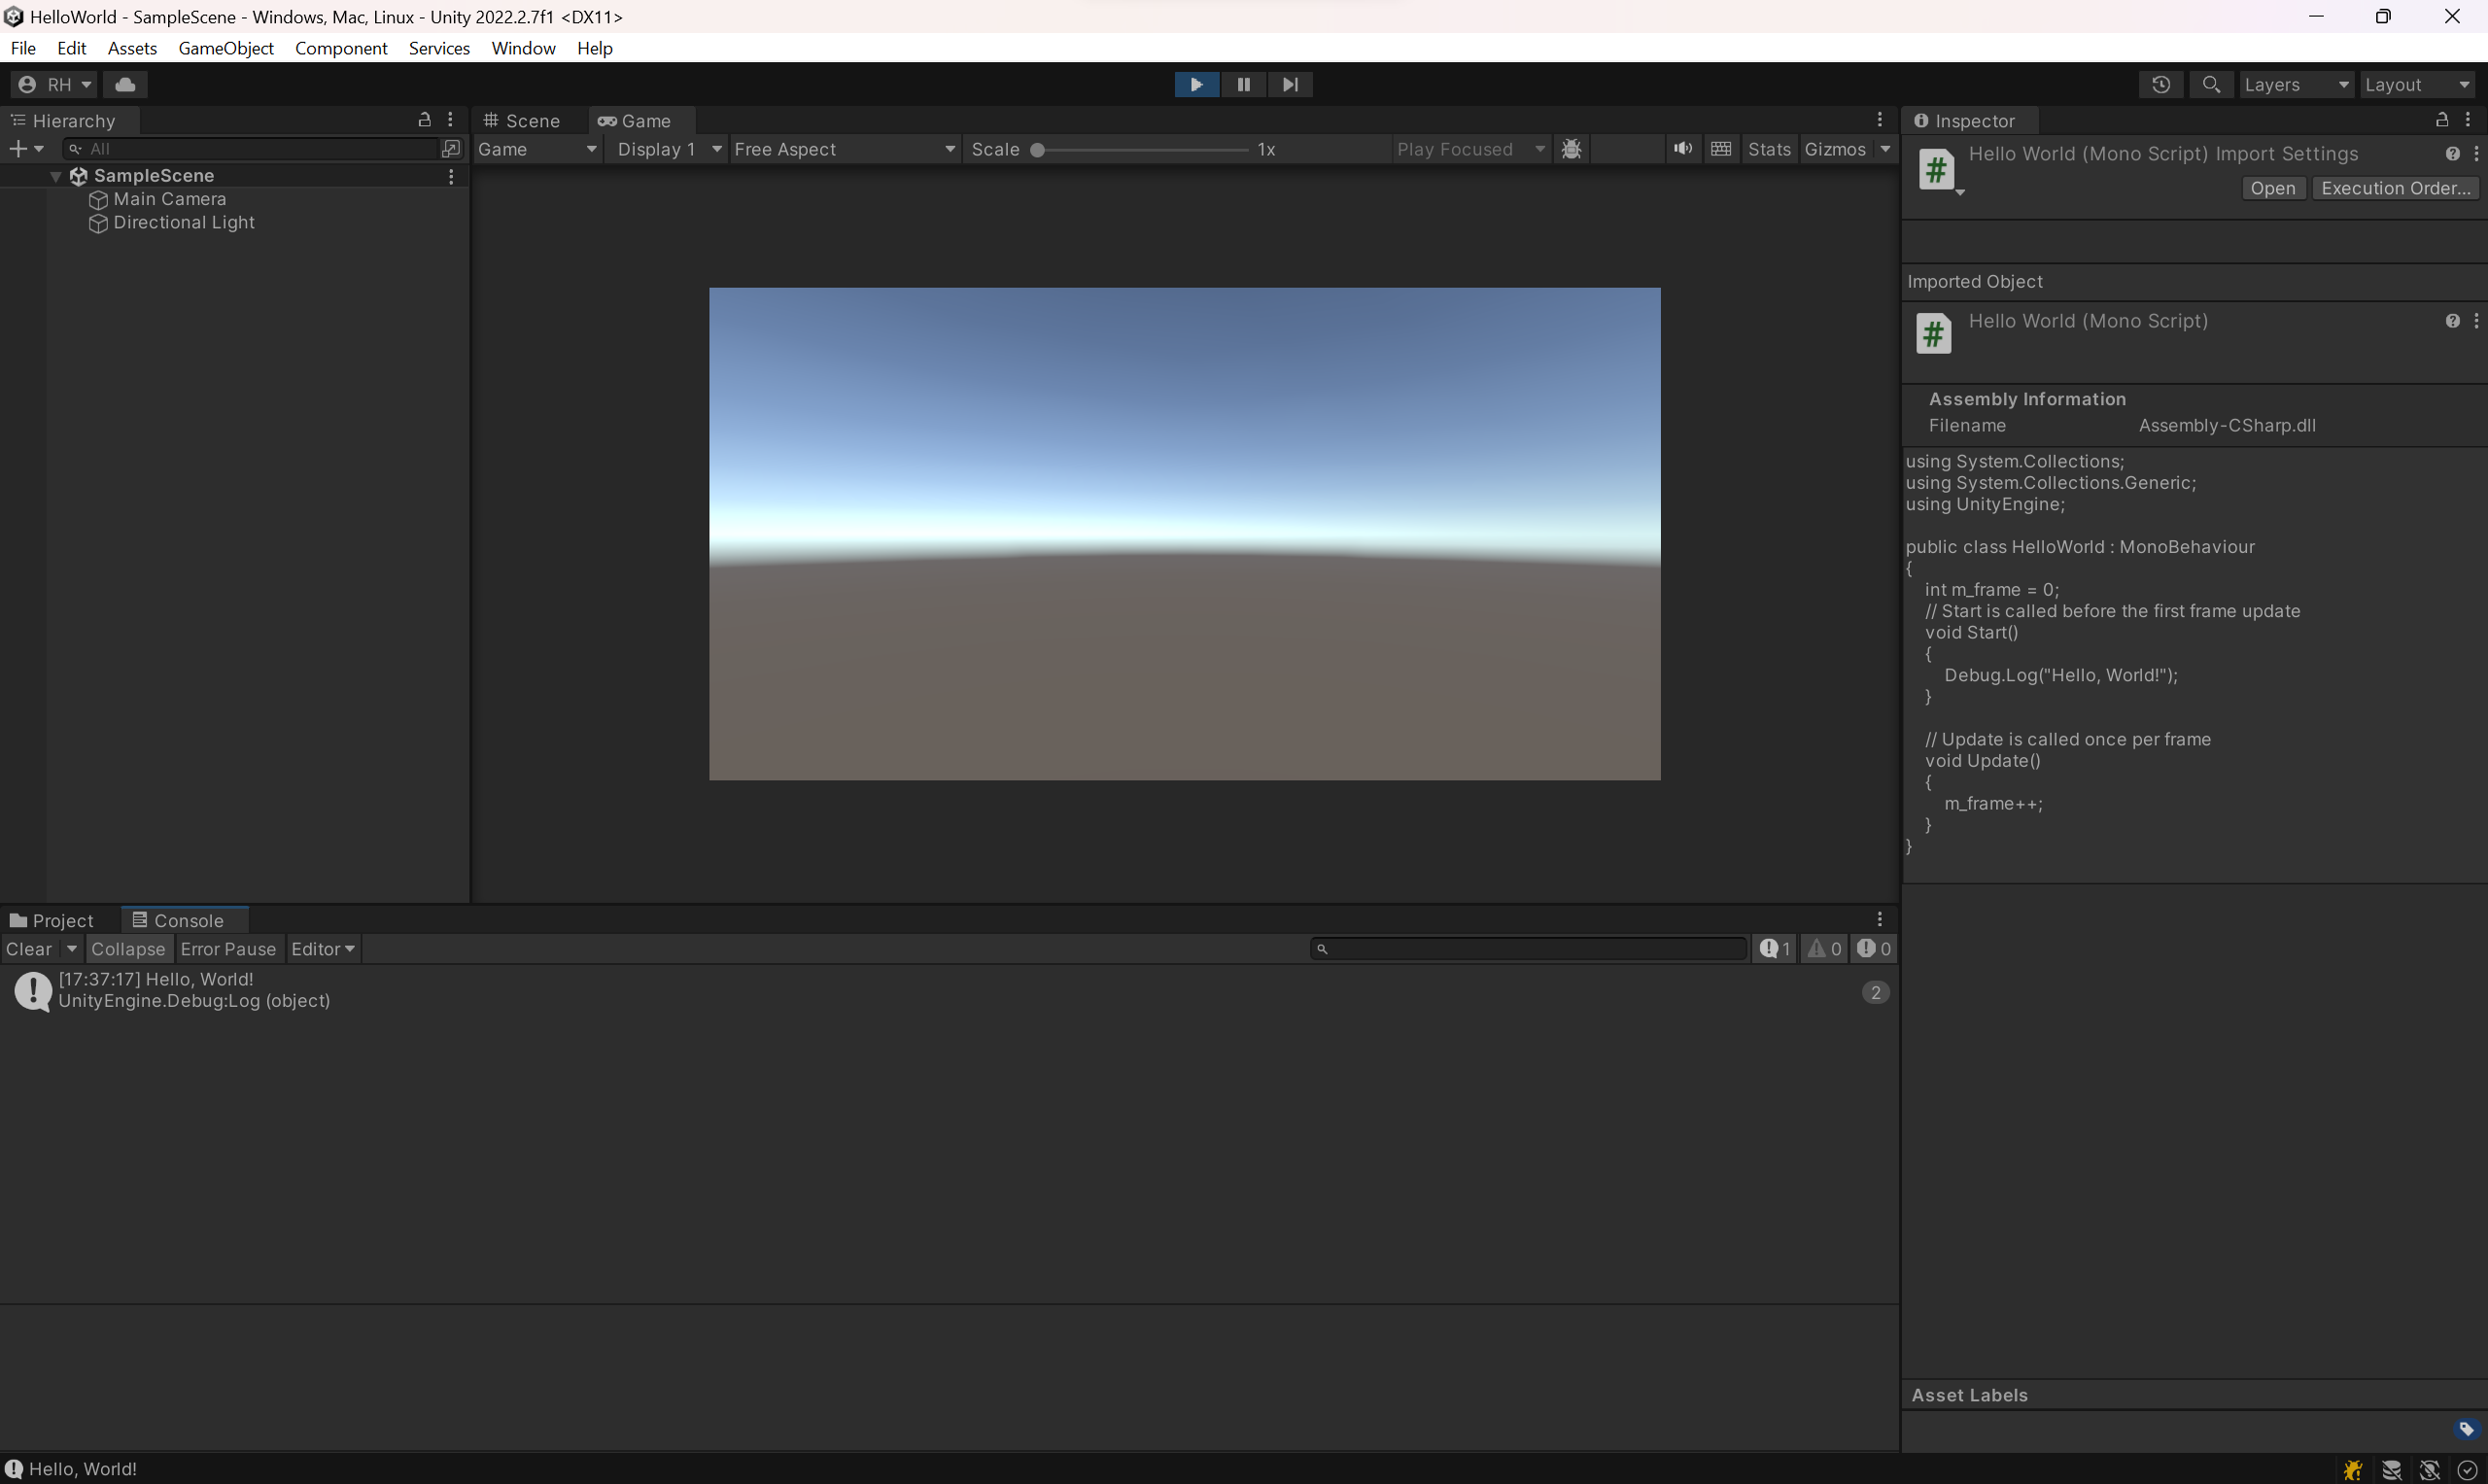 HelloWorld - SampleScene - Windows, Mac, Linux - Unity 2022.2.7f1 <DX11>
File Edit Assets GameObject Component Services Window Help
RH
Layers Layout
Hierarchy
All
SampleScene
Main Camera
Directional Light
Scene Game
Game Display 1 Free Aspect Scale 1x Play Focused Stats Gizmos
Inspector
Hello World (Mono Script) Import Settings
Open Execution Order...
Imported Object
Hello World (Mono Script)
Assembly Information
Filename Assembly-CSharp.dll
using System.Collections;
using System.Collections.Generic;
using UnityEngine;
public class HelloWorld : MonoBehaviour
{
int m_frame = 0;
// Start is called before the first frame update
void Start()
{
Debug.Log("Hello, World!");
}
// Update is called once per frame
void Update()
{
m_frame++;
}
}
Project Console
Clear Collapse Error Pause Editor 1 0 0
[17:37:17] Hello, World!
UnityEngine.Debug:Log (object)
2
Asset Labels
Hello, World!